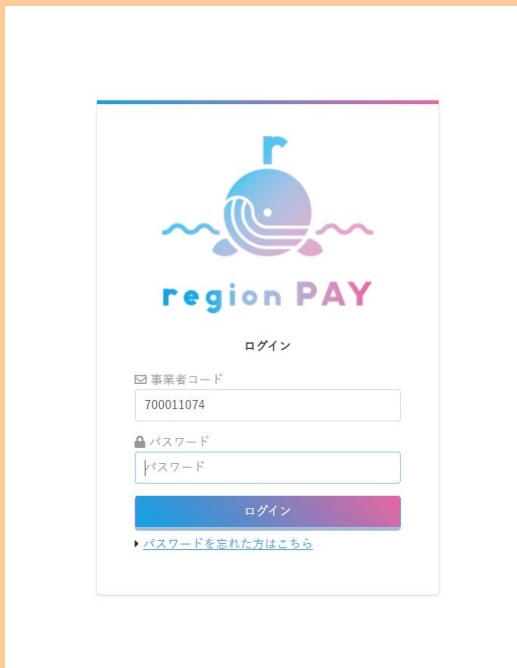 r
region PAY
ログイン
事業者コード
700011074
パスワード
パスワード
ログイン
パスワードを忘れた方はこちら